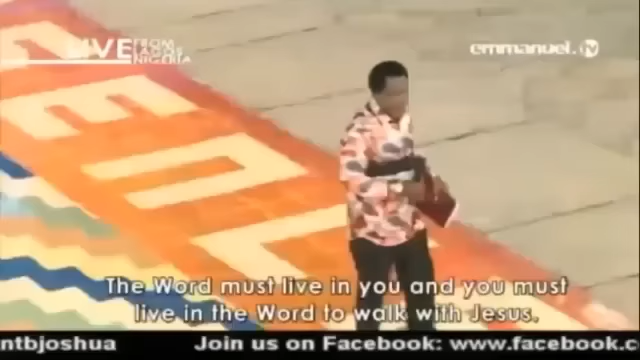 LIVE FROM
LAGOS
NIGERIA
emmanuel.tv
The Word must live in you and you must
live in the Word to walk with Jesus.
ntbjoshua Join us on Facebook: www.facebook.c